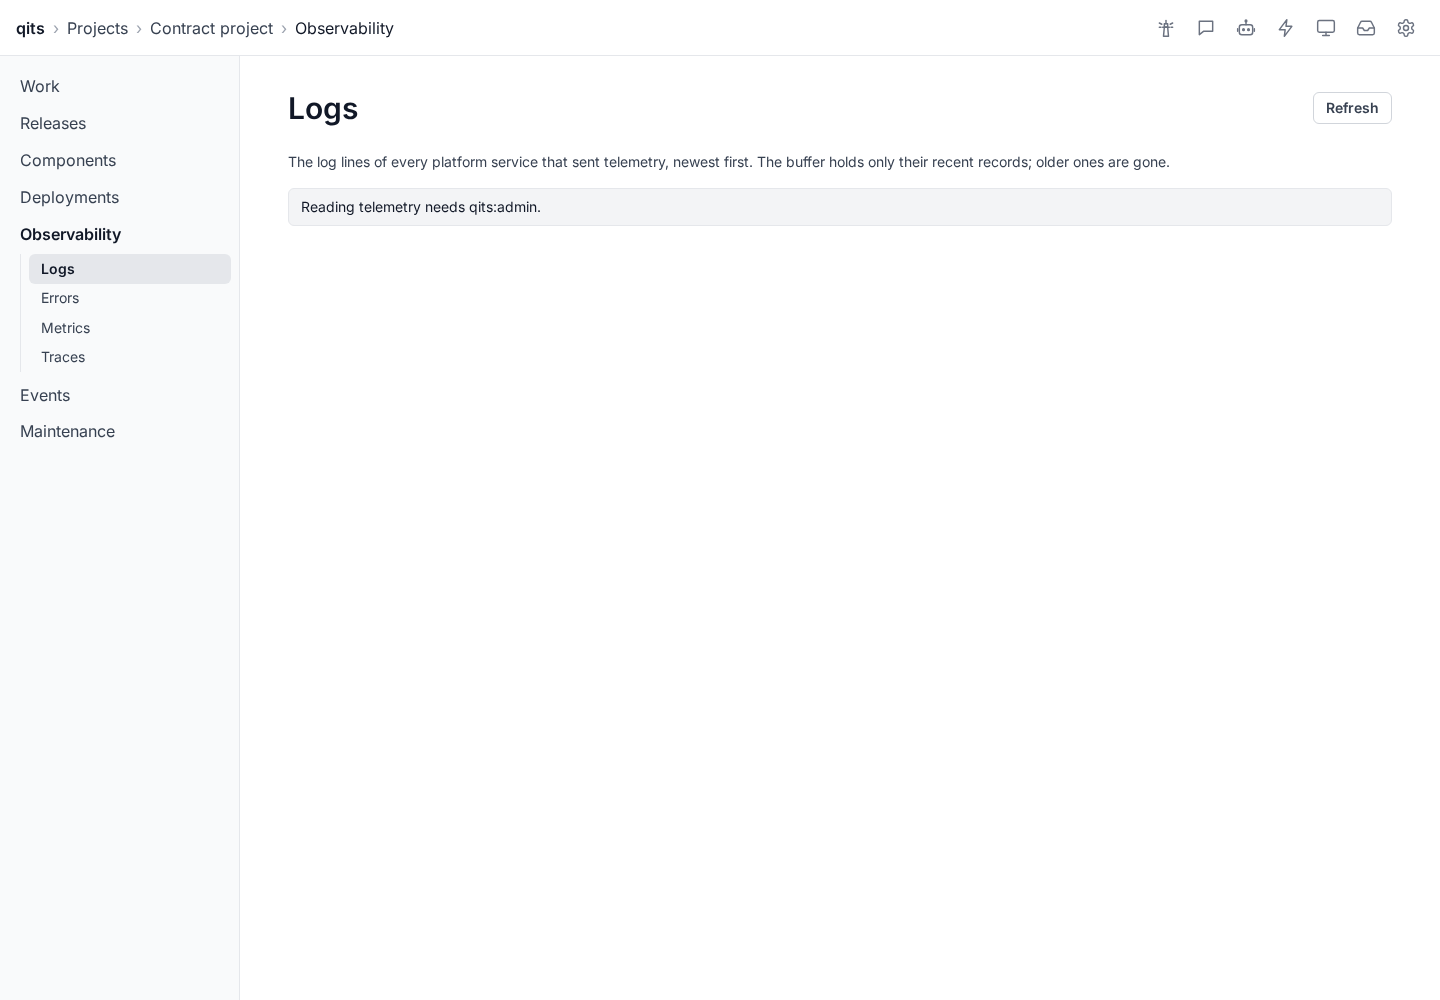 qits › Projects › Contract project › Observability
Work
Releases
Components
Deployments
Observability
Logs
Errors
Metrics
Traces
Events
Maintenance
Logs
Refresh
The log lines of every platform service that sent telemetry, newest first. The buffer holds only their recent records; older ones are gone.
Reading telemetry needs qits:admin.